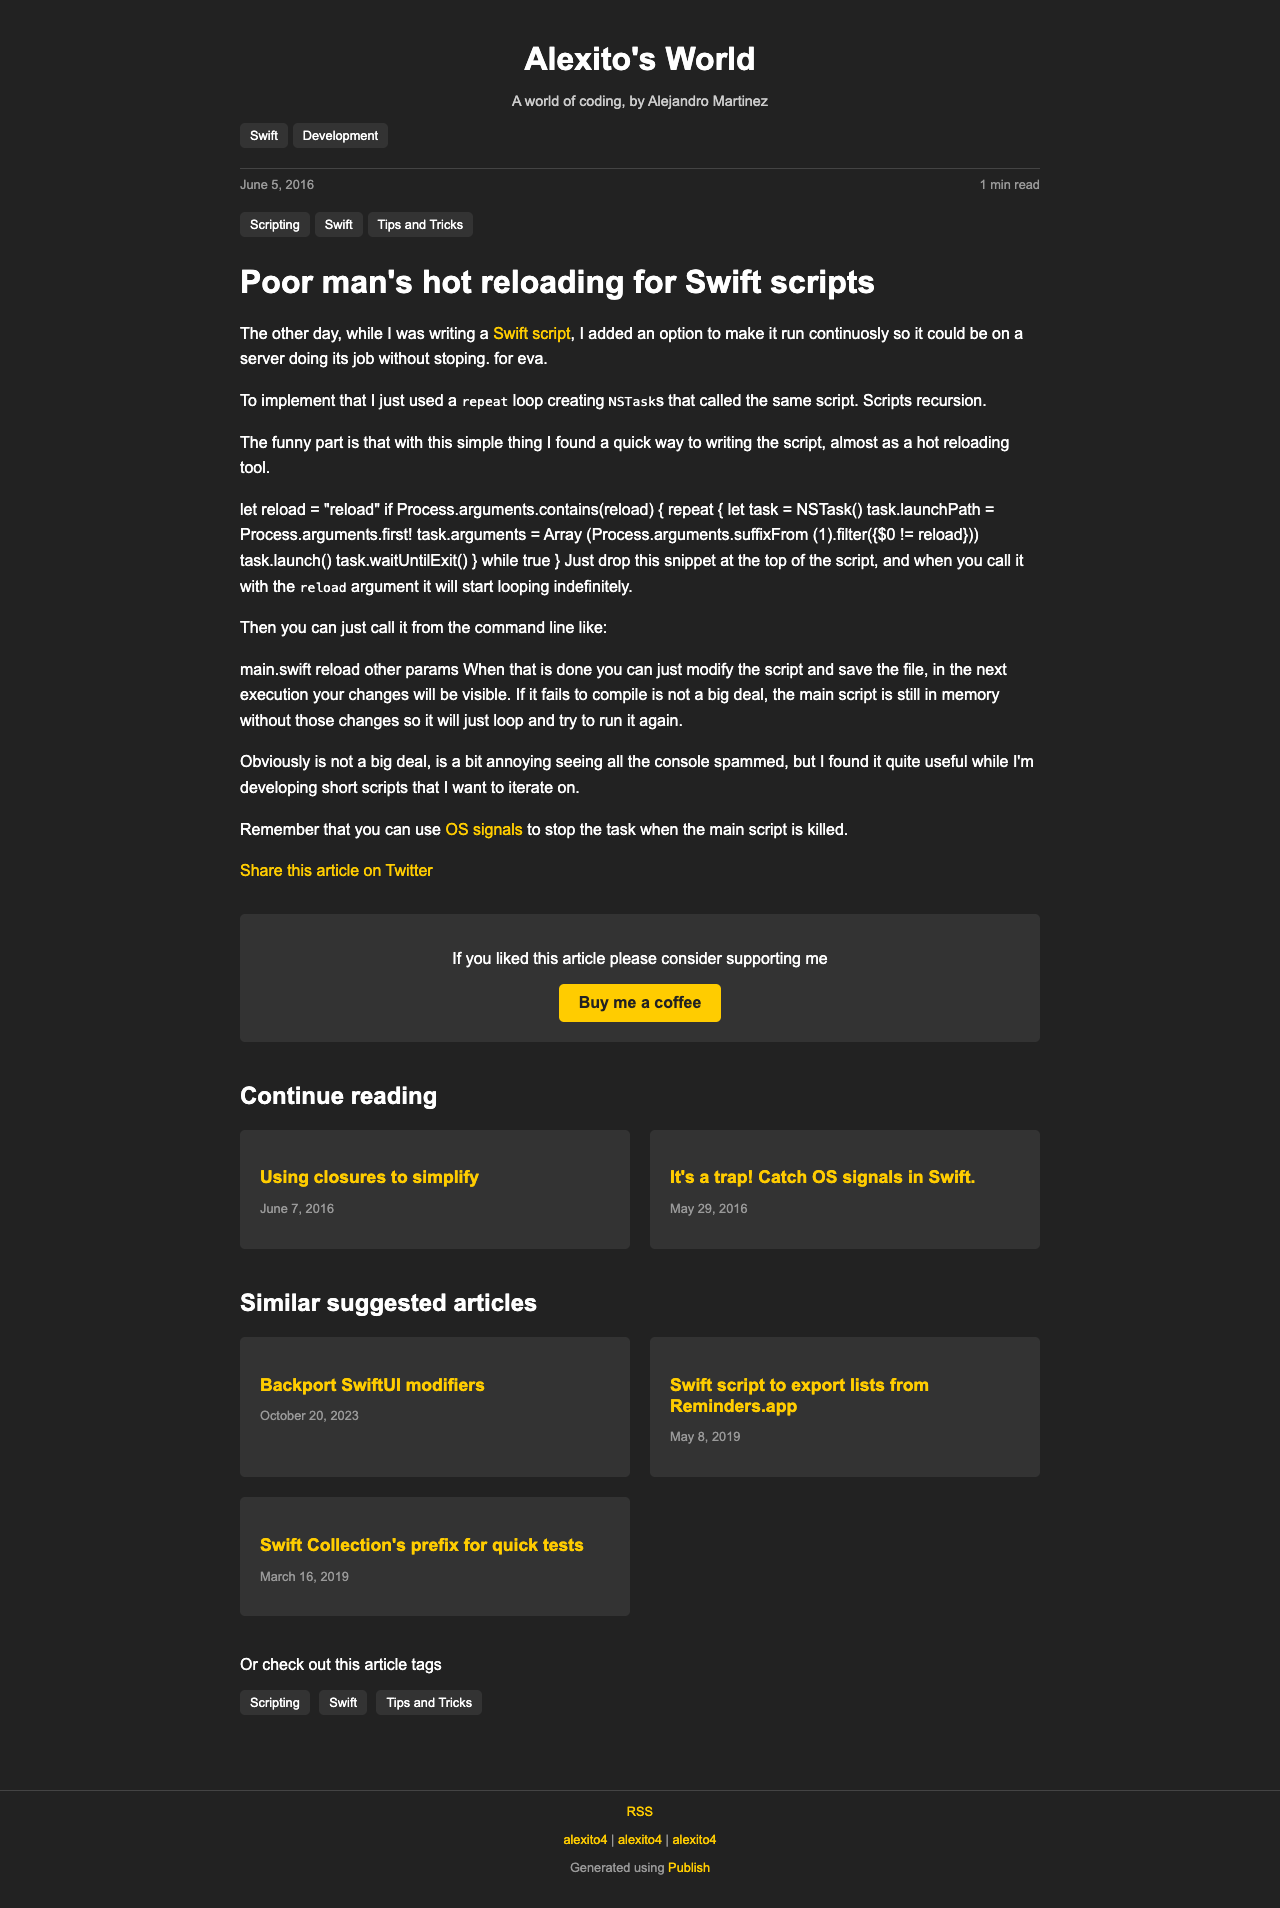 Alexito's World
A world of coding, by Alejandro Martinez
Swift Development
June 5, 2016 1 min read
Scripting Swift Tips and Tricks
Poor man's hot reloading for Swift scripts
The other day, while I was writing a Swift script, I added an option to make it run continuosly so it could be on a
server doing its job without stoping. for eva.
To implement that I just used a repeat loop creating NSTasks that called the same script. Scripts recursion.
The funny part is that with this simple thing I found a quick way to writing the script, almost as a hot reloading
tool.
let reload = "reload" if Process.arguments.contains(reload) { repeat { let task = NSTask() task.launchPath =
Process.arguments.first! task.arguments = Array (Process.arguments.suffixFrom (1).filter({$0 != reload}))
task.launch() task.waitUntilExit() } while true } Just drop this snippet at the top of the script, and when you call it
with the reload argument it will start looping indefinitely.
Then you can just call it from the command line like:
main.swift reload other params When that is done you can just modify the script and save the file, in the next
execution your changes will be visible. If it fails to compile is not a big deal, the main script is still in memory
without those changes so it will just loop and try to run it again.
Obviously is not a big deal, is a bit annoying seeing all the console spammed, but I found it quite useful while I'm
developing short scripts that I want to iterate on.
Remember that you can use OS signals to stop the task when the main script is killed.
Share this article on Twitter
If you liked this article please consider supporting me
Buy me a coffee
Continue reading
Using closures to simplify
June 7, 2016
It's a trap! Catch OS signals in Swift.
May 29, 2016
Similar suggested articles
Backport SwiftUI modifiers
October 20, 2023
Swift script to export lists from
Reminders.app
May 8, 2019
Swift Collection's prefix for quick tests
March 16, 2019
Or check out this article tags
Scripting Swift Tips and Tricks
RSS
alexito4 | alexito4 | alexito4
Generated using Publish